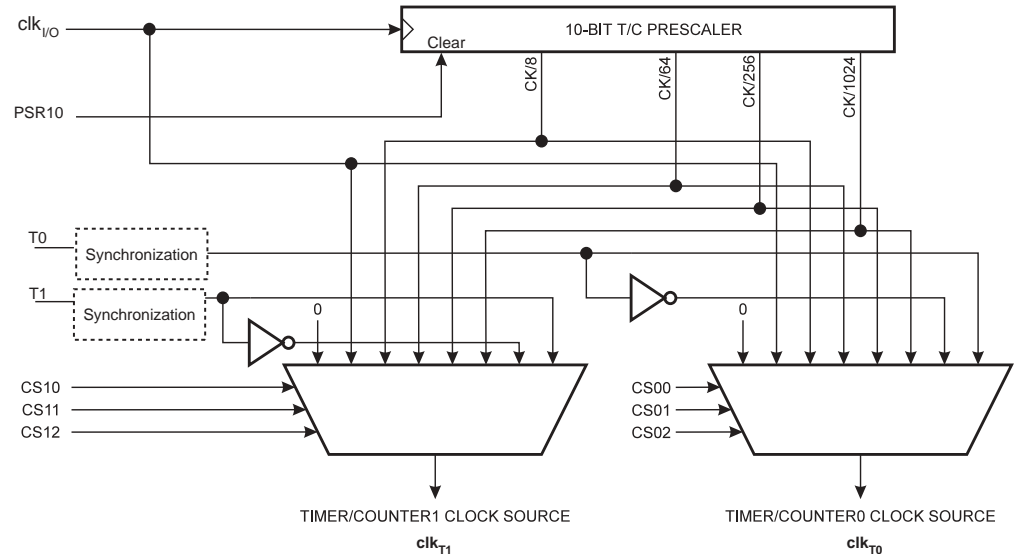 clkI/O
10-BIT T/C PRESCALER
Clear
CK/8
CK/64
CK/256
CK/1024
PSR10
T0
Synchronization
T1
Synchronization
0
0
CS10
CS11
CS12
CS00
CS01
CS02
TIMER/COUNTER1 CLOCK SOURCE
clkT1
TIMER/COUNTER0 CLOCK SOURCE
clkT0